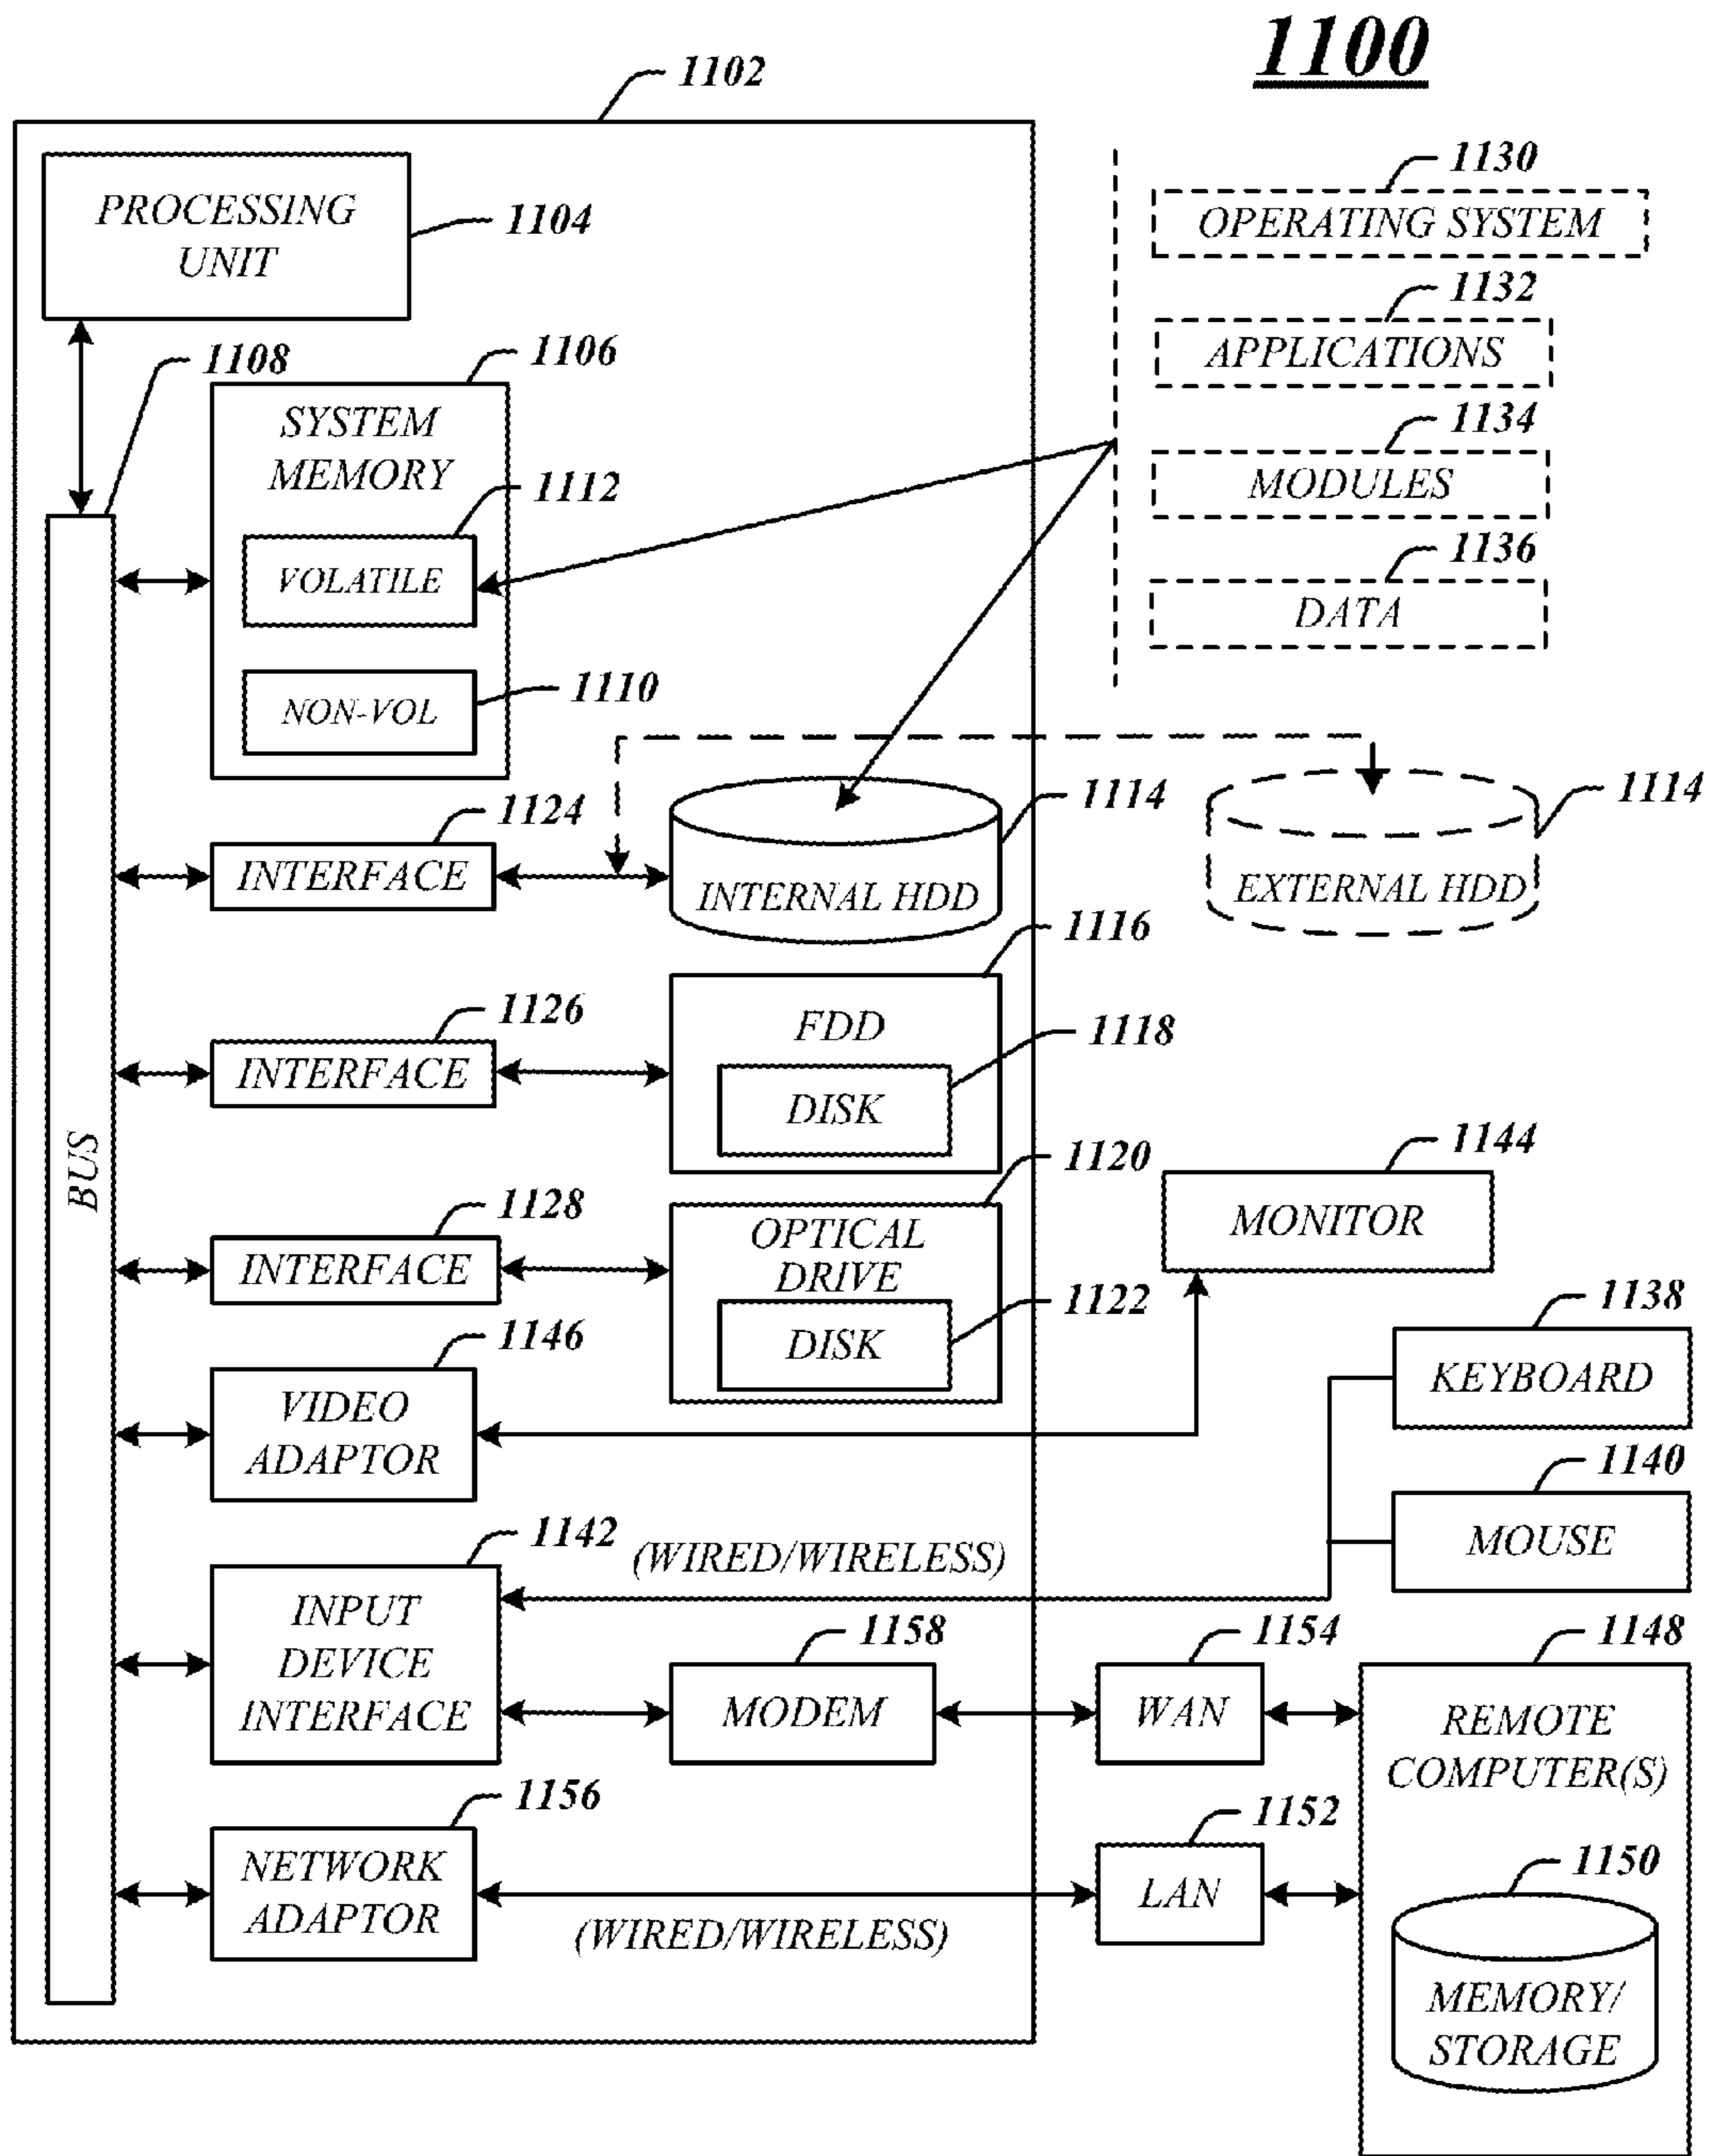 1100
1102
PROCESSING
UNIT
1104
1130
OPERATING SYSTEM
1132
APPLICATIONS
1134
MODULES
1136
DATA
1108
1106
SYSTEM
MEMORY
1112
VOLATILE
1110
NON-VOL
BUS
1124
INTERFACE
1114
INTERNAL HDD
1114
EXTERNAL HDD
1116
FDD
1126
INTERFACE
1118
DISK
1120
OPTICAL
DRIVE
1128
INTERFACE
1122
DISK
1144
MONITOR
1146
VIDEO
ADAPTOR
1138
KEYBOARD
1140
MOUSE
1142
INPUT
DEVICE
INTERFACE
(WIRED/WIRELESS)
1158
MODEM
1154
WAN
1148
REMOTE
COMPUTER(S)
1156
NETWORK
ADAPTOR
(WIRED/WIRELESS)
1152
LAN
1150
MEMORY/
STORAGE